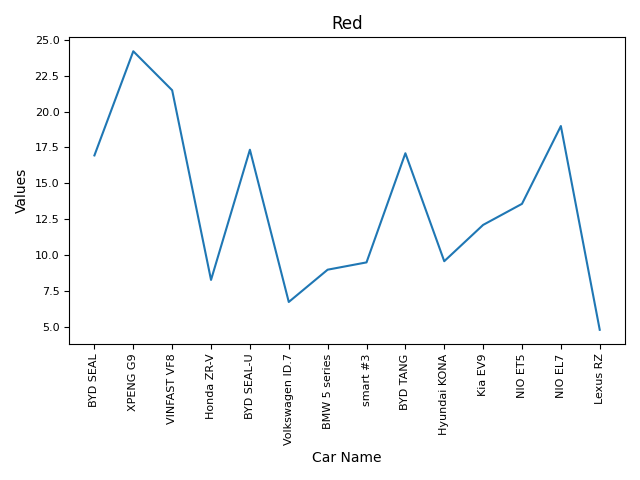 Red
Values
25.0
22.5
20.0
17.5
15.0
12.5
10.0
7.5
5.0
BYD SEAL
XPENG G9
VINFAST VF8
Honda ZR-V
BYD SEAL-U
Volkswagen ID.7
BMW 5 series
smart #3
BYD TANG
Hyundai KONA
Kia EV9
NIO ET5
NIO EL7
Lexus RZ
Car Name